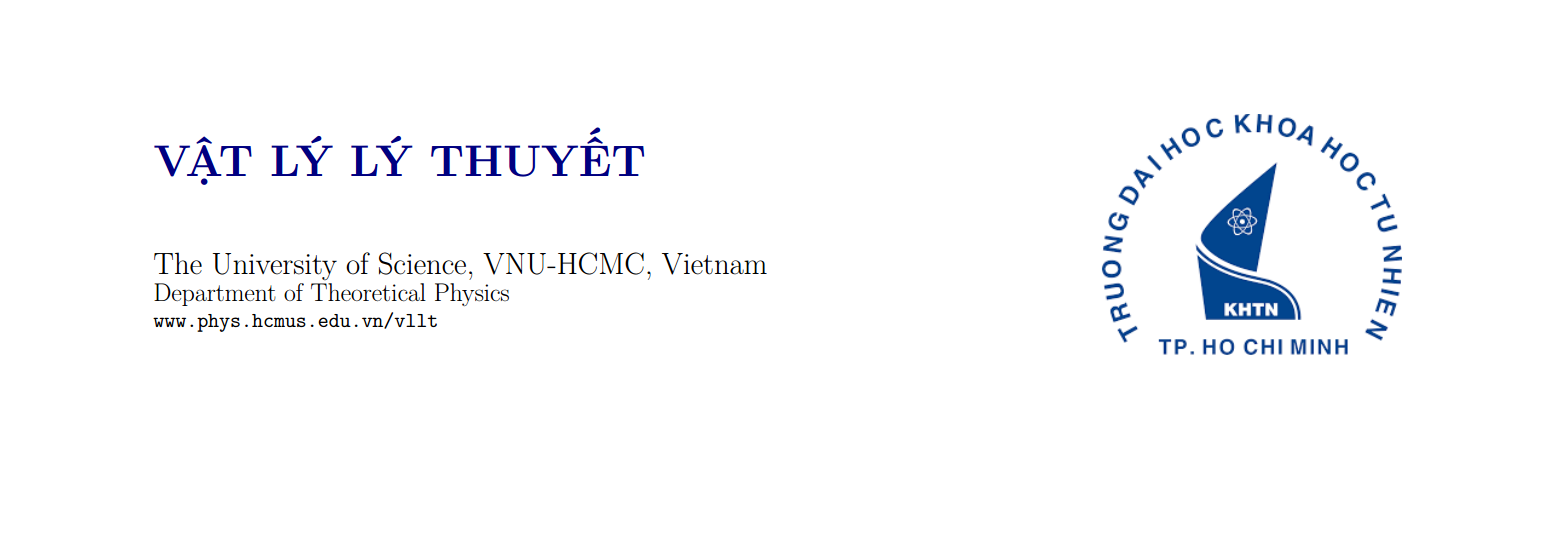 VẬT LÝ LÝ THUYẾT
The University of Science, VNU-HCMC, Vietnam
Department of Theoretical Physics
www.phys.hcmus.edu.vn/vllt
TRUONG DAI HOC KHOA HOC TU NHIEN
KHTN
TP. HO CHI MINH